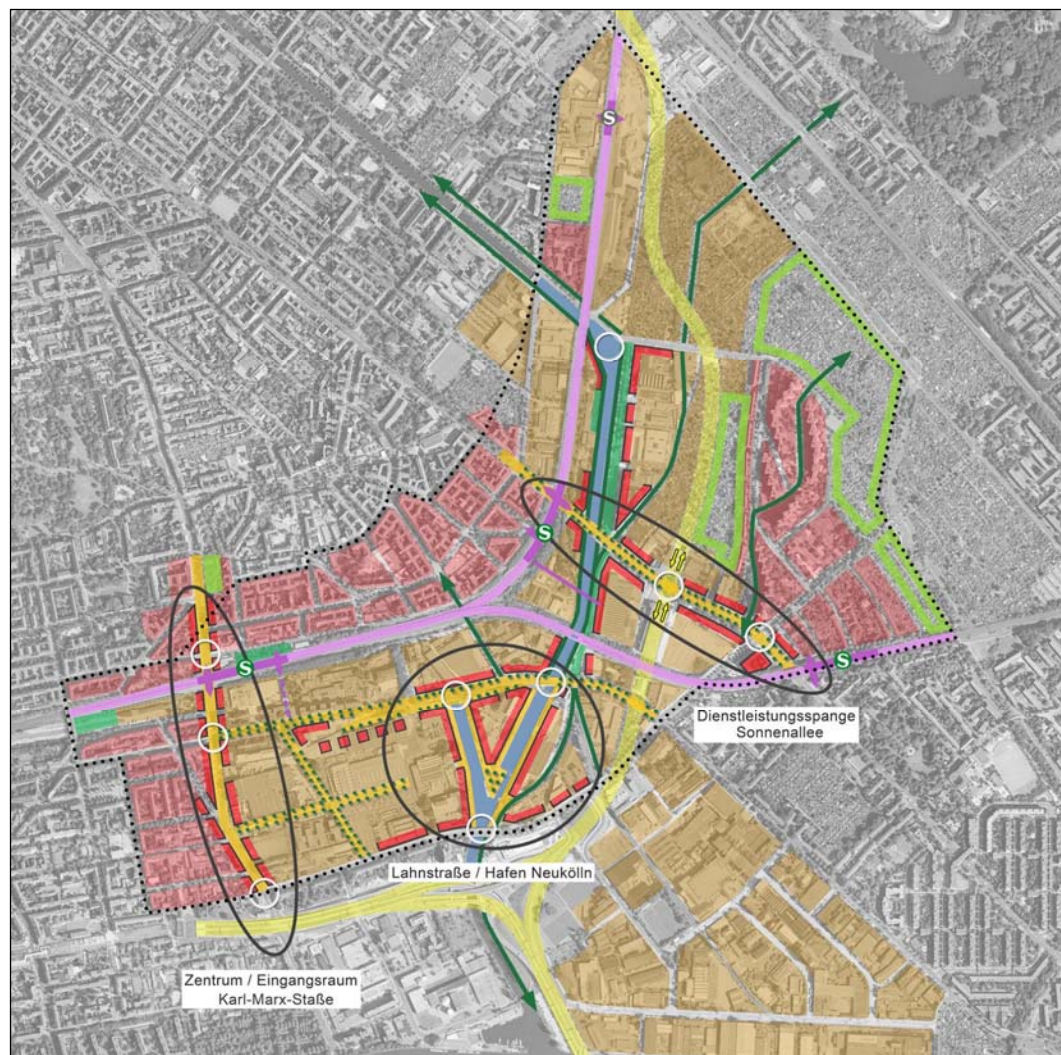 S
S
S
S
Dienstleistungsspange
Sonnenallee
Lahnstraße / Hafen Neukölln
Zentrum / Eingangsraum
Karl-Marx-Staße